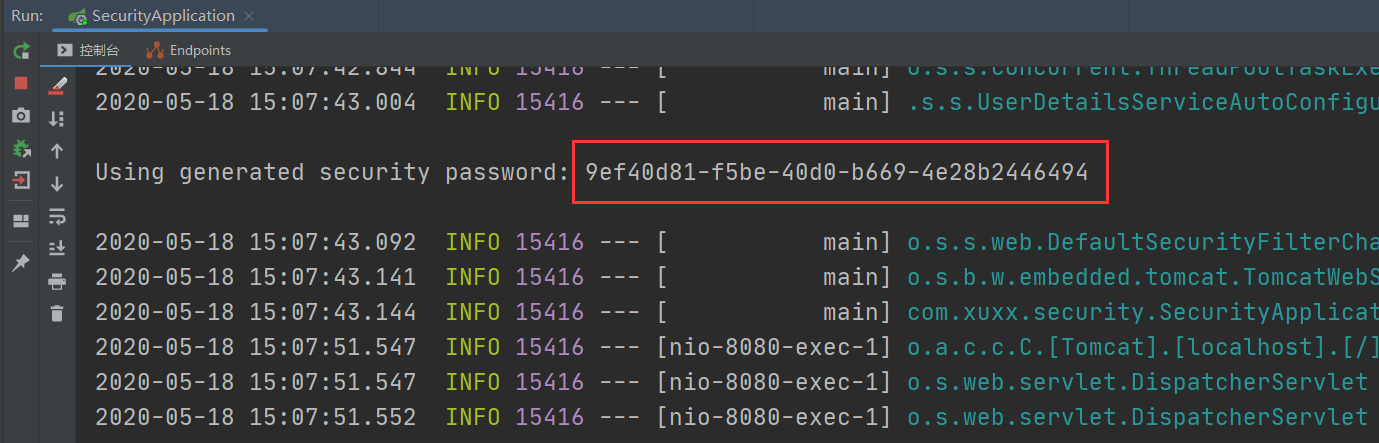 Run: SecurityApplication ×
控制台 Endpoints
2020-05-18 15:07:42.844 INFO 15416 --- [ main] o.s.s.concurrent.ThreadPoolTaskExe
2020-05-18 15:07:43.004 INFO 15416 --- [ main] .s.s.UserDetailsServiceAutoConfigu
Using generated security password: 9ef40d81-f5be-40d0-b669-4e28b2446494
2020-05-18 15:07:43.092 INFO 15416 --- [ main] o.s.s.web.DefaultSecurityFilterCha
2020-05-18 15:07:43.141 INFO 15416 --- [ main] o.s.b.w.embedded.tomcat.TomcatWebS
2020-05-18 15:07:43.144 INFO 15416 --- [ main] com.xuxx.security.SecurityApplicat
2020-05-18 15:07:51.547 INFO 15416 --- [nio-8080-exec-1] o.a.c.c.C.[Tomcat].[localhost].[/]
2020-05-18 15:07:51.547 INFO 15416 --- [nio-8080-exec-1] o.s.web.servlet.DispatcherServlet
2020-05-18 15:07:51.552 INFO 15416 --- [nio-8080-exec-1] o.s.web.servlet.DispatcherServlet